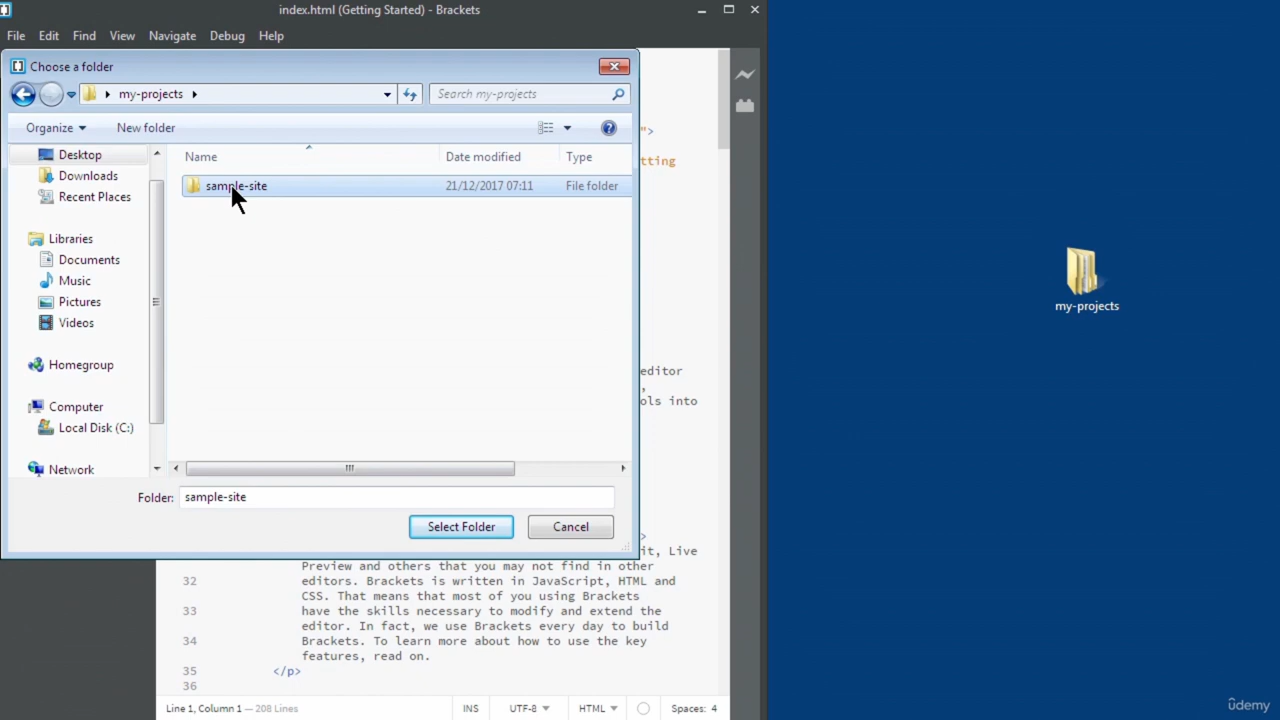 index.html (Getting Started) - Brackets
File Edit Find View Navigate Debug Help
Choose a folder
my-projects
Search my-projects
Organize New folder
Name Date modified Type
Desktop
Downloads
Recent Places
Libraries
Documents
Music
Pictures
Videos
Homegroup
Computer
Local Disk (C:)
Network
sample-site 21/12/2017 07:11 File folder
Folder: sample-site
Select Folder Cancel
">
tting
editor
,
ols into
>
it, Live
Preview and others that you may not find in other
32 editors. Brackets is written in JavaScript, HTML and
CSS. That means that most of you using Brackets
33 have the skills necessary to modify and extend the
editor. In fact, we use Brackets every day to build
34 Brackets. To learn more about how to use the key
features, read on.
35 </p>
36
Line 1, Column 1 — 208 Lines INS UTF-8 HTML Spaces: 4
my-projects
ûdemy